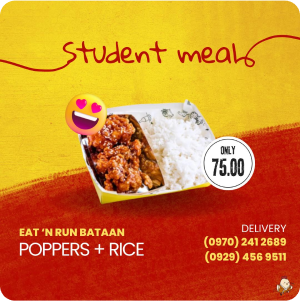 student meal
ONLY
75.00
EAT 'N RUN BATAAN
POPPERS + RICE
DELIVERY
(0970) 241 2689
(0929) 456 9511